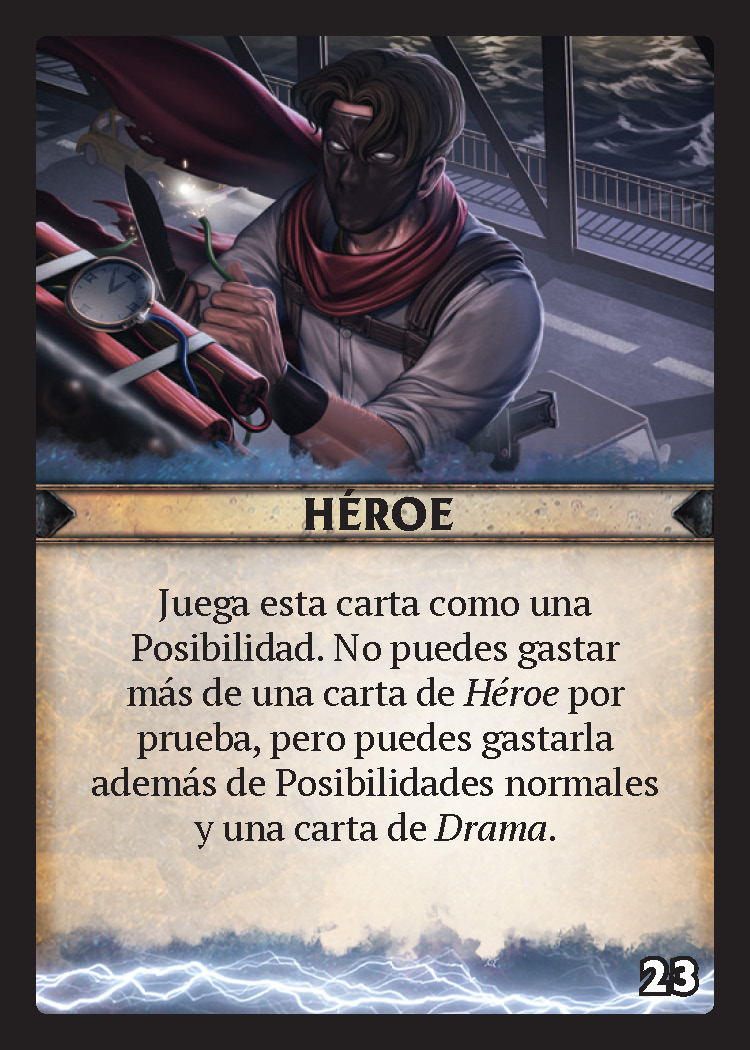 HÉROE
Juega esta carta como una
Posibilidad. No puedes gastar
más de una carta de Héroe por
prueba, pero puedes gastarla
además de Posibilidades normales
y una carta de Drama.
23